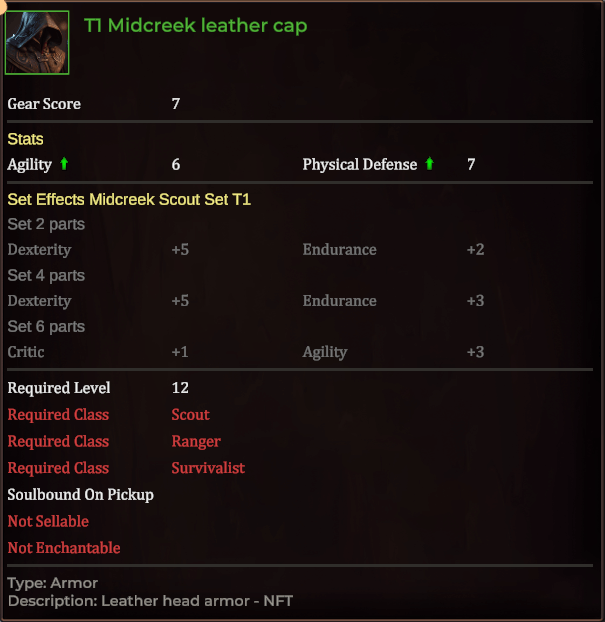 T1 Midcreek leather cap
Gear Score 7
Stats
Agility 6 Physical Defense 7
Set Effects Midcreek Scout Set T1
Set 2 parts
Dexterity +5 Endurance +2
Set 4 parts
Dexterity +5 Endurance +3
Set 6 parts
Critic +1 Agility +3
Required Level 12
Required Class Scout
Required Class Ranger
Required Class Survivalist
Soulbound On Pickup
Not Sellable
Not Enchantable
Type: Armor
Description: Leather head armor - NFT